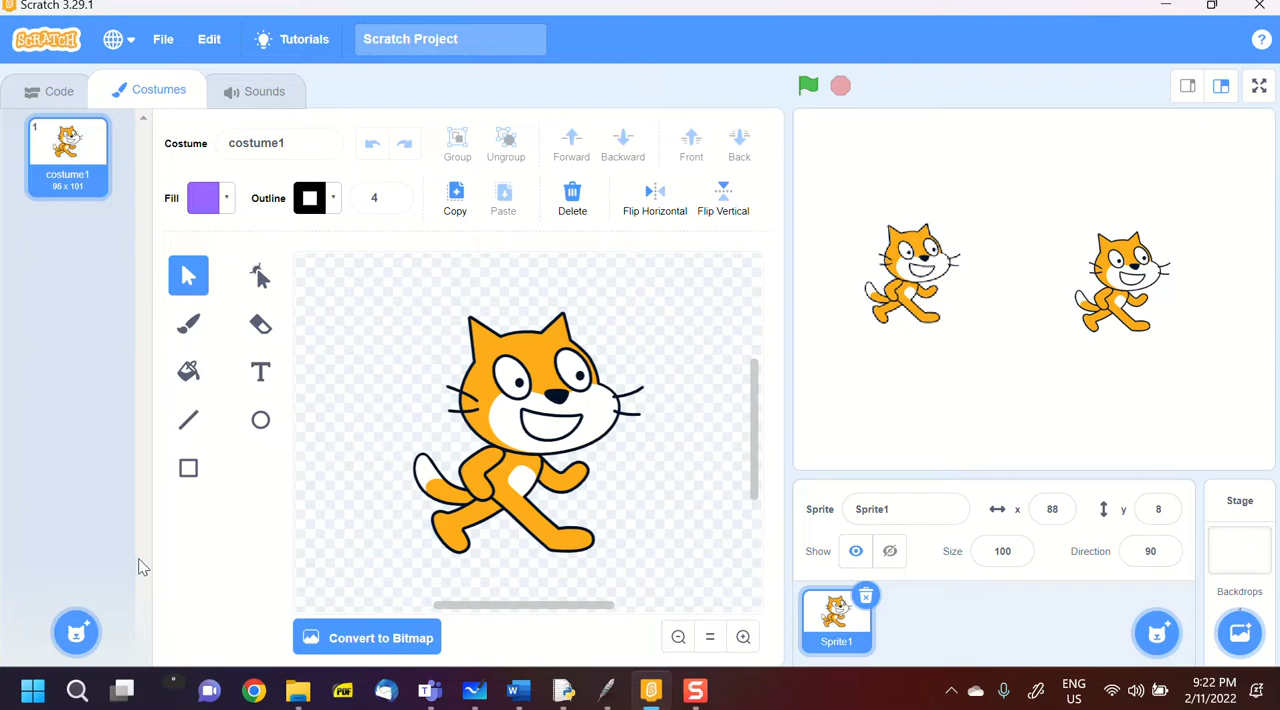 Scratch 3.29.1
SCRATCH File Edit Tutorials Scratch Project ?
Code Costumes Sounds
1
costume1
96 x 101
Costume costume1 Group Ungroup Forward Backward Front Back
Fill Outline 4 Copy Paste Delete Flip Horizontal Flip Vertical
T
Convert to Bitmap
Sprite Sprite1 x 88 y 8
Show Size 100 Direction 90
Sprite1
Stage
Backdrops
PDF
ENG
US
9:22 PM
2/11/2022